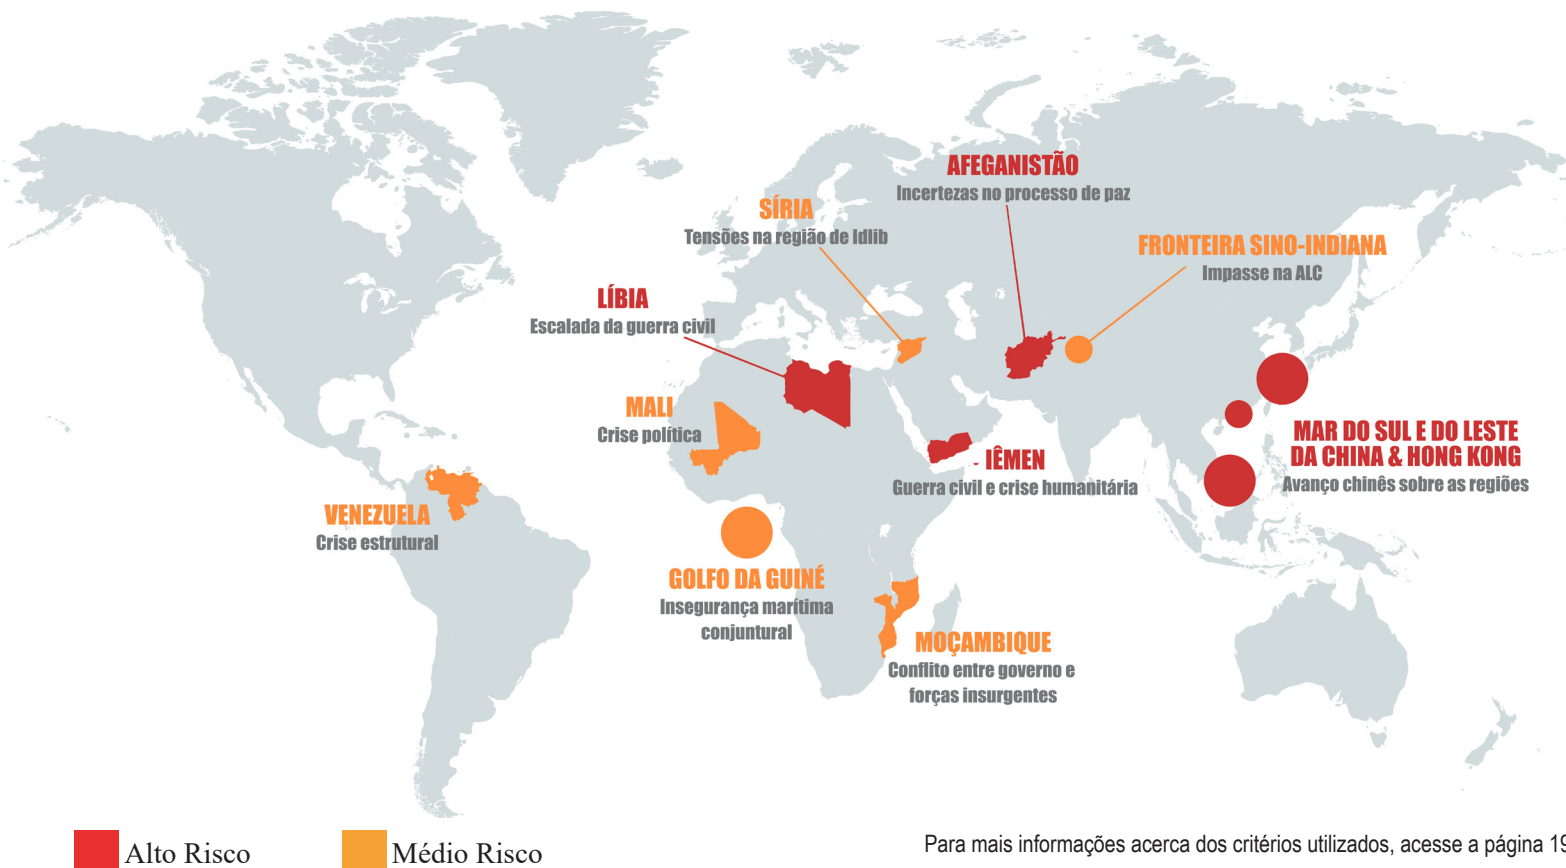 AFEGANISTÃO
Incertezas no processo de paz
SÍRIA
Tensões na região de Idlib
FRONTEIRA SINO-INDIANA
Impasse na ALC
LÍBIA
Escalada da guerra civil
MALI
Crise política
MAR DO SUL E DO LESTE
DA CHINA & HONG KONG
Avanço chinês sobre as regiões
IÊMEN
Guerra civil e crise humanitária
VENEZUELA
Crise estrutural
GOLFO DA GUINÉ
Insegurança marítima
conjuntural
MOÇAMBIQUE
Conflito entre governo e
forças insurgentes
Alto Risco
Médio Risco
Para mais informações acerca dos critérios utilizados, acesse a página 19